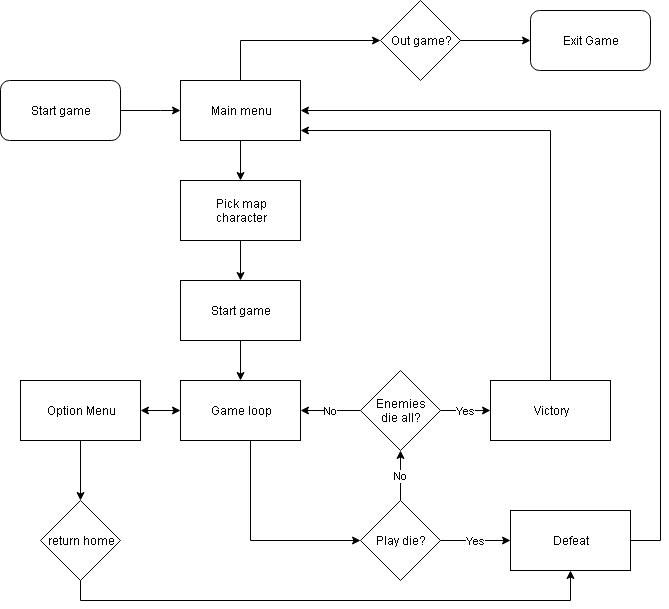 Out game?
Exit Game
Start game
Main menu
Pick map
character
Start game
Option Menu
Game loop
No
Enemies
die all?
Yes
Victory
No
return home
Play die?
Yes
Defeat